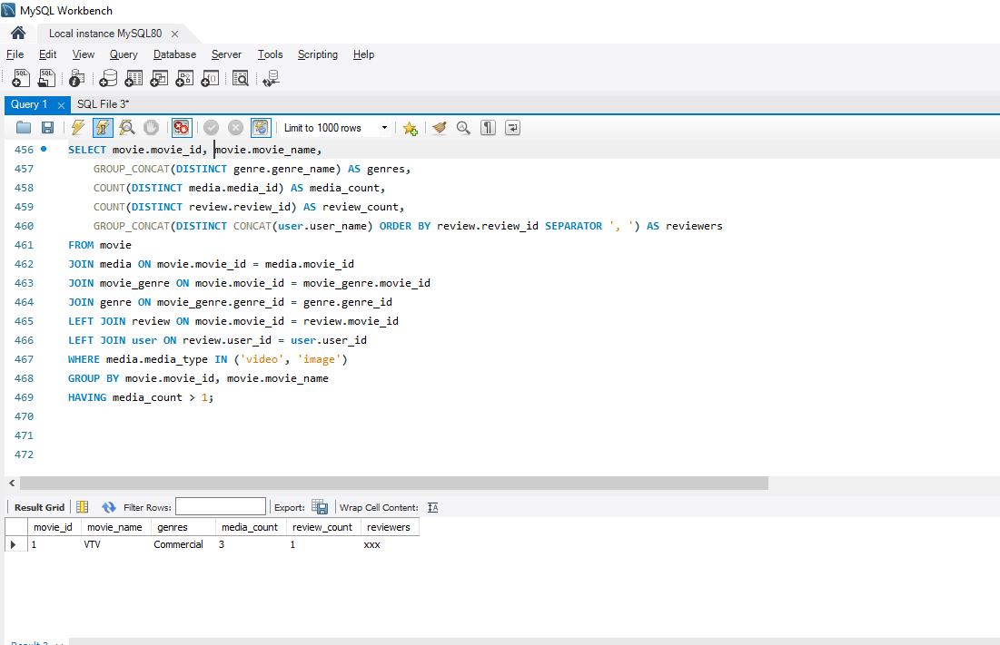 MySQL Workbench
Local instance MySQL80 ×
File Edit View Query Database Server Tools Scripting Help
SQL SQL
Query 1 × SQL File 3*
Limit to 1000 rows
456 SELECT movie.movie_id, movie.movie_name,
457 GROUP_CONCAT(DISTINCT genre.genre_name) AS genres,
458 COUNT(DISTINCT media.media_id) AS media_count,
459 COUNT(DISTINCT review.review_id) AS review_count,
460 GROUP_CONCAT(DISTINCT CONCAT(user.user_name) ORDER BY review.review_id SEPARATOR ', ') AS reviewers
461 FROM movie
462 JOIN media ON movie.movie_id = media.movie_id
463 JOIN movie_genre ON movie.movie_id = movie_genre.movie_id
464 JOIN genre ON movie_genre.genre_id = genre.genre_id
465 LEFT JOIN review ON movie.movie_id = review.movie_id
466 LEFT JOIN user ON review.user_id = user.user_id
467 WHERE media.media_type IN ('video', 'image')
468 GROUP BY movie.movie_id, movie.movie_name
469 HAVING media_count > 1;
470
471
472
Result Grid Filter Rows: Export: Wrap Cell Content: IA
movie_id movie_name genres media_count review_count reviewers
1 VTV Commercial 3 1 xxx